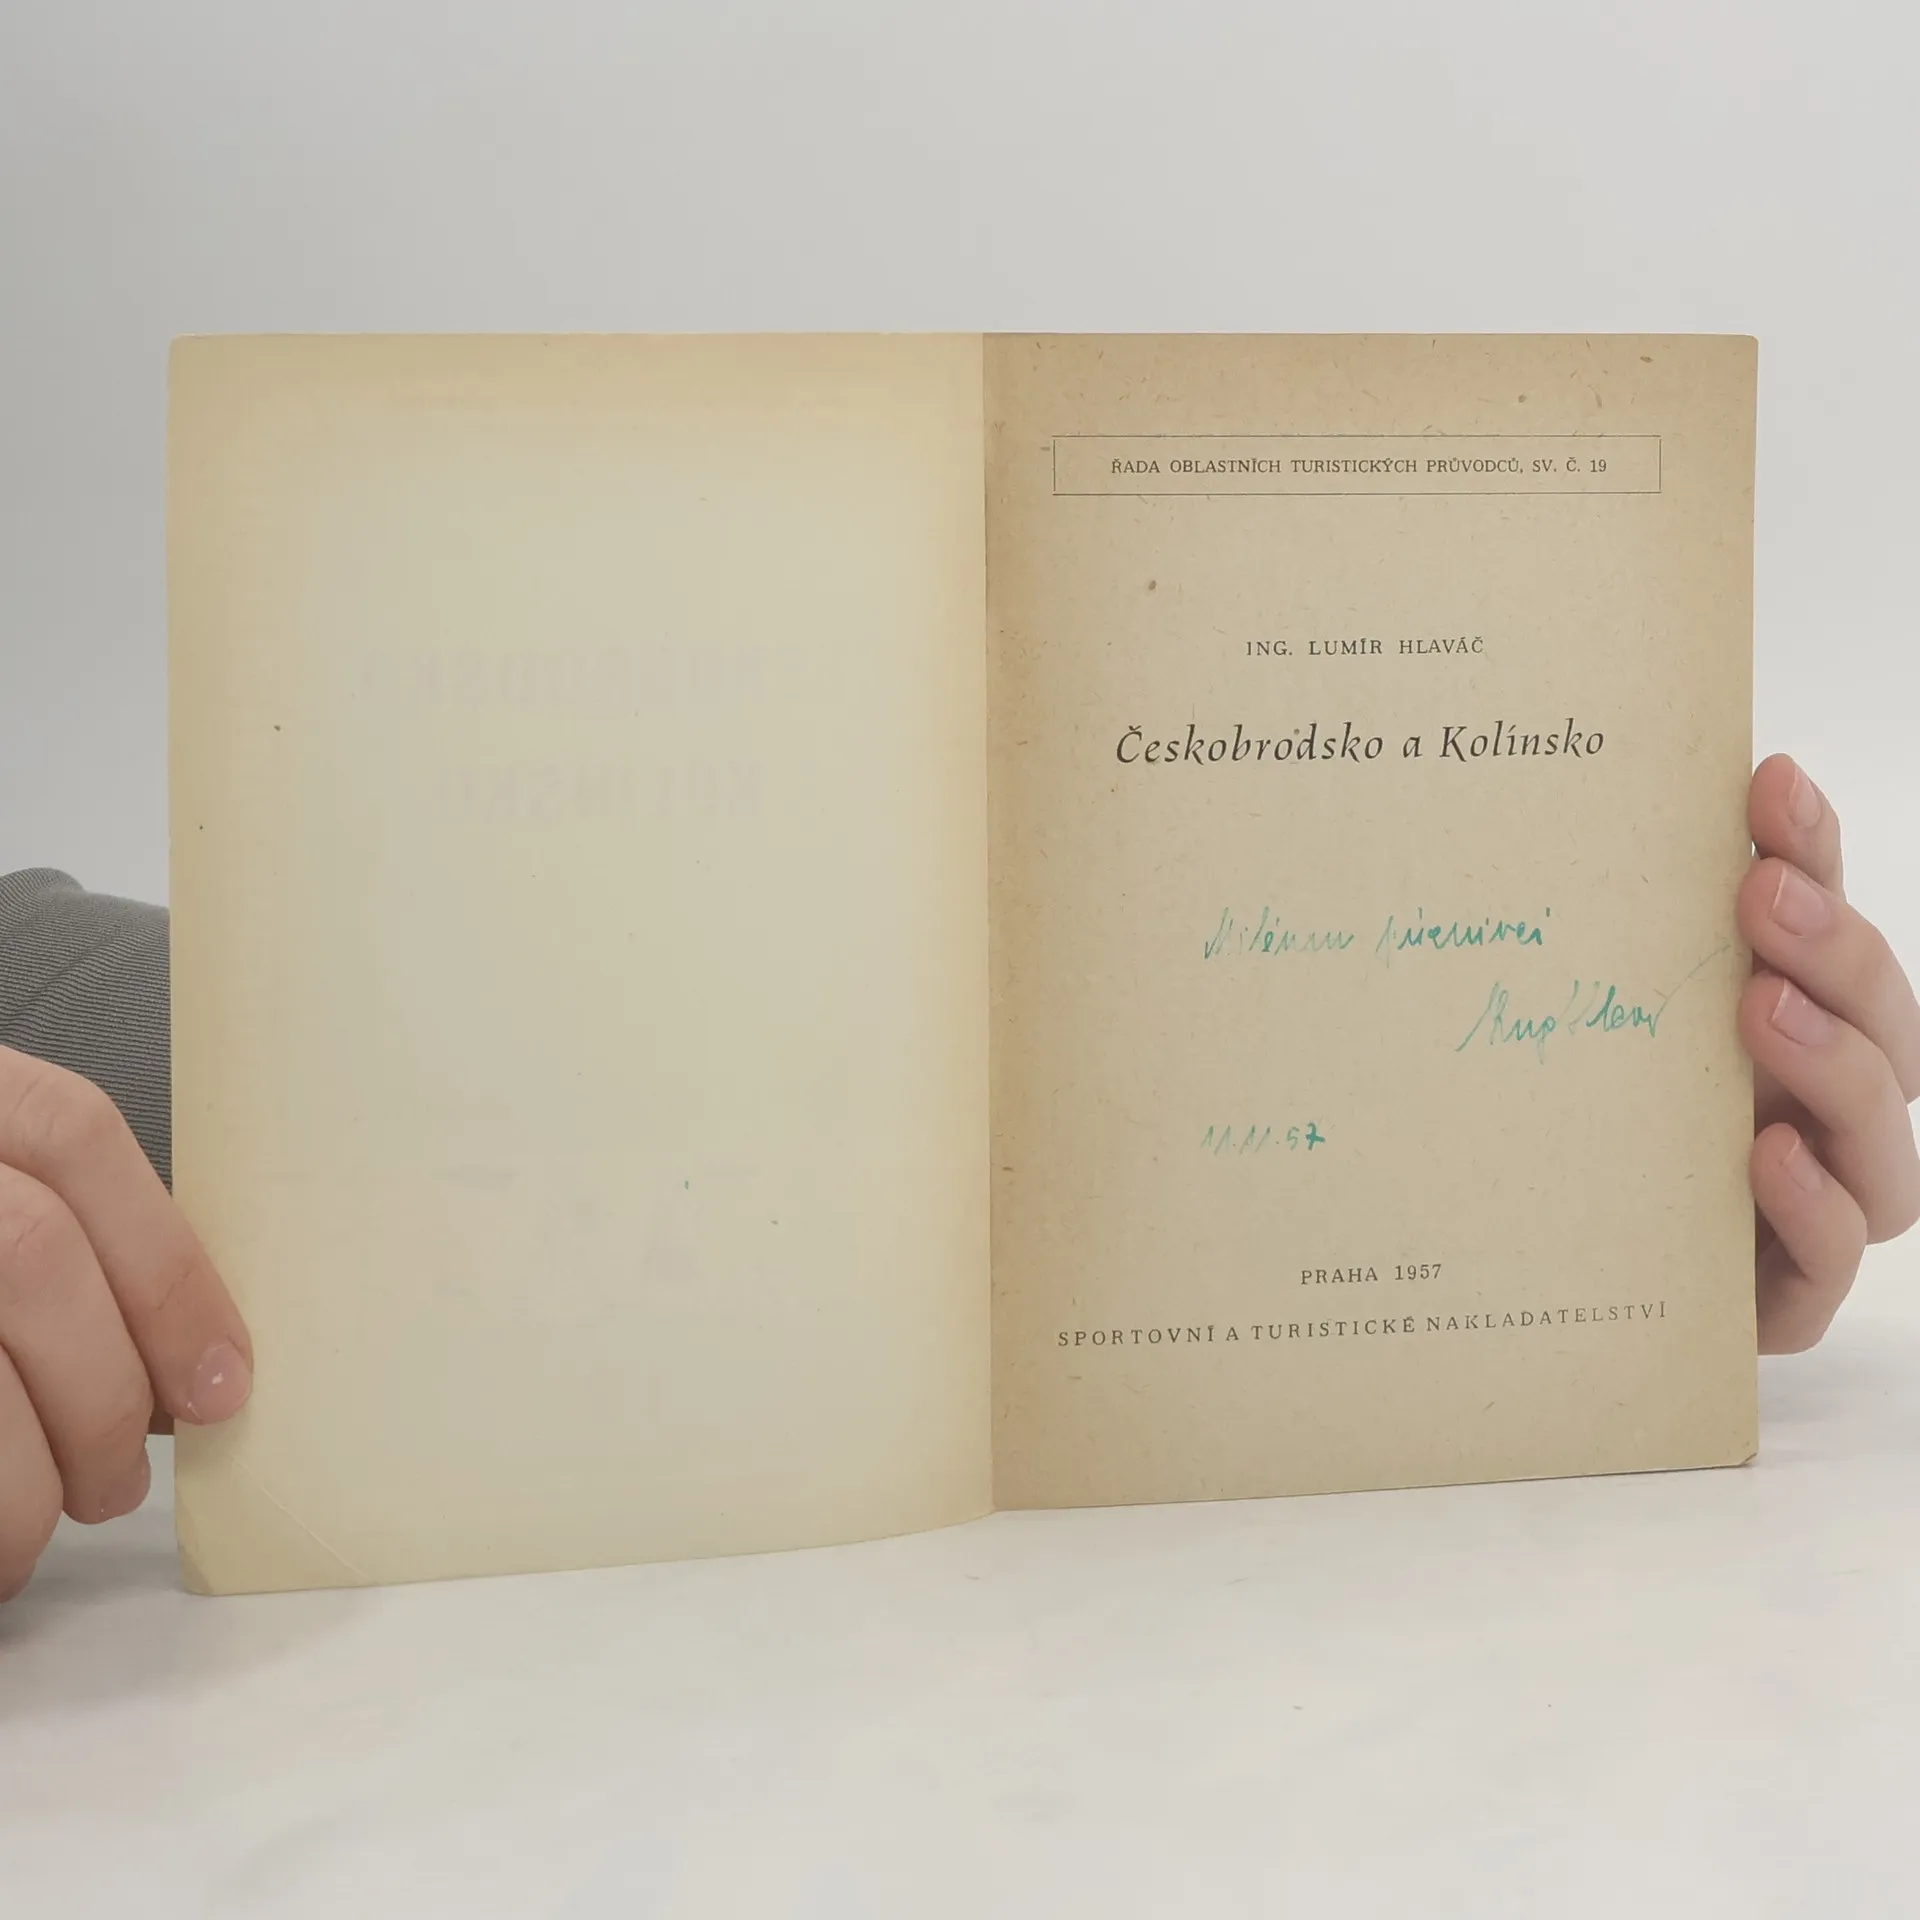 ŘADA OBLASTNÍCH TURISTICKÝCH PRŮVODCŮ, SV. Č. 19
ING. LUMÍR HLAVÁČ
Českobrodsko a Kolínsko
11.11.57
PRAHA 1957
SPORTOVNÍ A TURISTICKÉ NAKLADATELSTVÍ